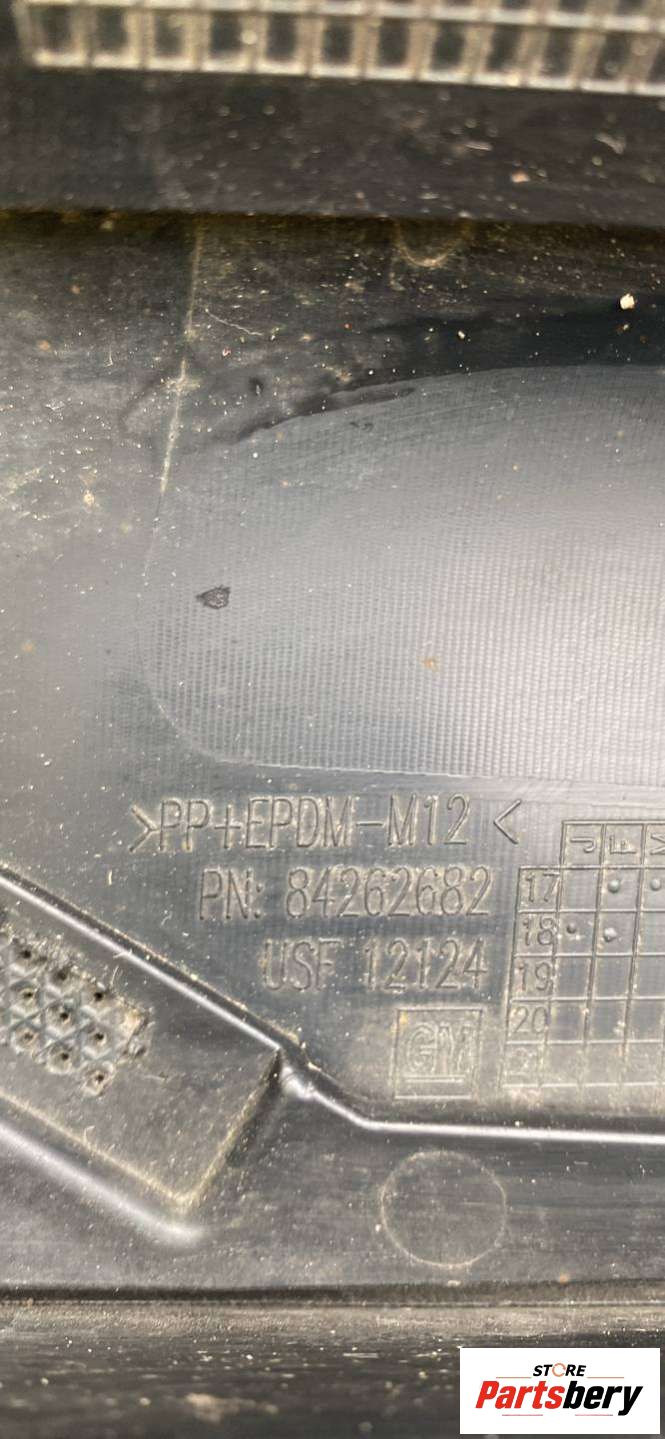 >PP+EPDM-M12 <
PN: 84262682
USF 12124
GM
J F
17
18
19
20
STORE
Partsbery